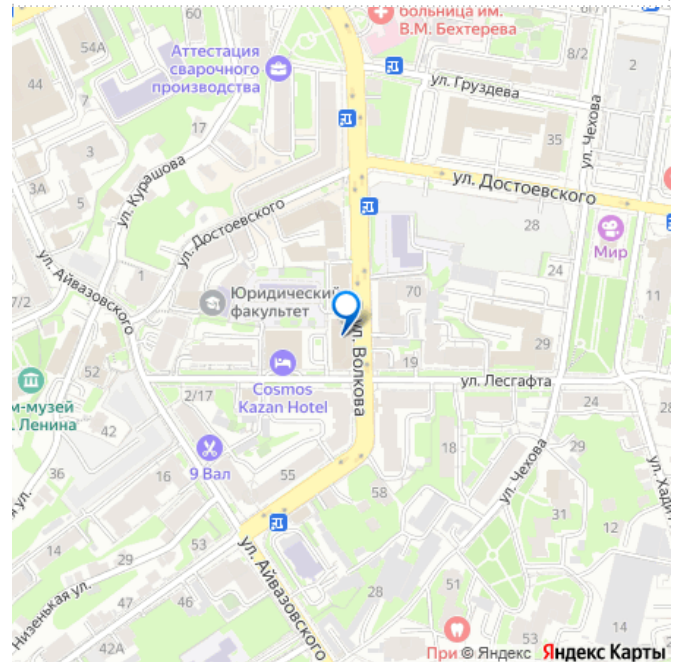 больница им.
В.М. Бехтерева
54А
Аттестация
сварочного
производства
8/2
2
44
ул. Груздева
ул. Чехова
17
3
35
3А
5
ул. Курашова
ул. Достоевского
ул. Достоевского
28
Мир
ул. Айвазовского
1
24
7/2
Юридический
факультет
70
11
ул. Волкова
29
52
19
м-музей
Ленина
Cosmos
Kazan Hotel
ул. Лесгафта
2/17
24
42
9 Вал
18
29
36
16
55
ул. Чехова
58
31
14
53
12
29
ул. Айвазовского
Низенькая ул.
47
46
28
51
42А
14
При
© Яндекс Яндекс Карты